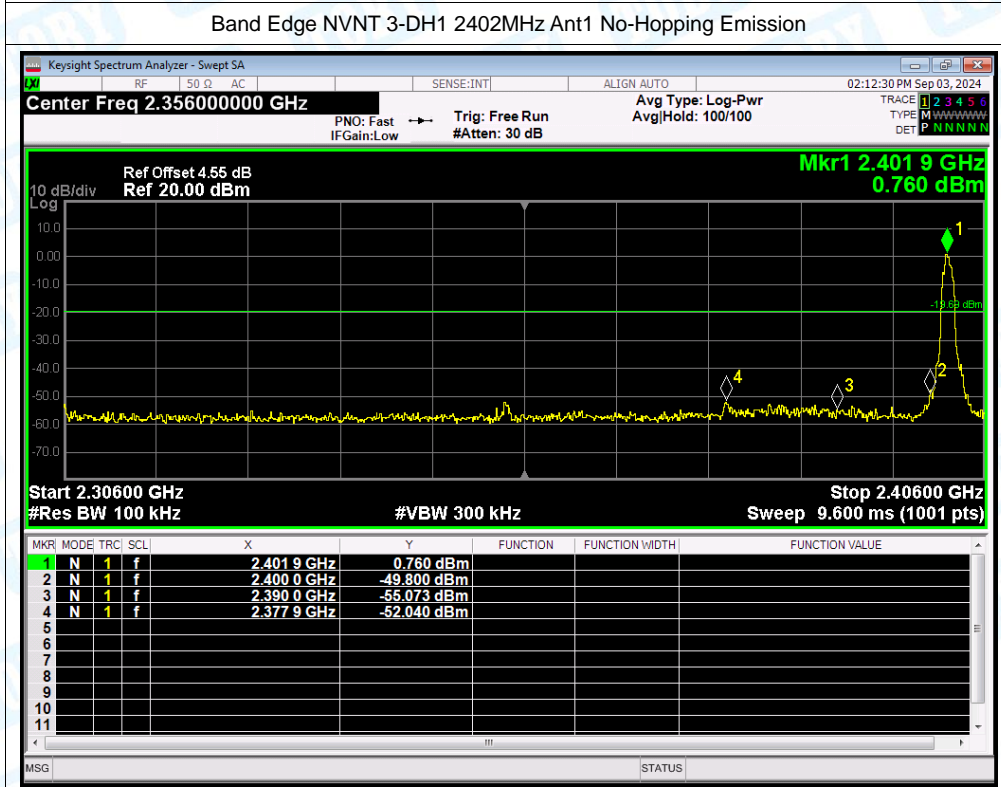 Band Edge NVNT 3-DH1 2402MHz Ant1 No-Hopping Emission
Keysight Spectrum Analyzer - Swept SA
LXI RF 50 Ω AC SENSE:INT ALIGN AUTO 02:12:30 PM Sep 03, 2024
Center Freq 2.356000000 GHz
PNO: Fast
IFGain:Low
Trig: Free Run
#Atten: 30 dB
Avg Type: Log-Pwr
Avg|Hold: 100/100
TRACE 1 2 3 4 5 6
TYPE M W W W W W
DET P N N N N N
Mkr1 2.401 9 GHz
0.760 dBm
Ref Offset 4.55 dB
10 dB/div Ref 20.00 dBm
Log
10.0
0.00
-10.0
-20.0
-30.0
-40.0
-50.0
-60.0
-70.0
1
-19.69 dBm
2
3
4
Start 2.30600 GHz Stop 2.40600 GHz
#Res BW 100 kHz #VBW 300 kHz Sweep 9.600 ms (1001 pts)
MKR MODE TRC SCL X Y FUNCTION FUNCTION WIDTH FUNCTION VALUE
1 N 1 f 2.401 9 GHz 0.760 dBm
2 N 1 f 2.400 0 GHz -49.800 dBm
3 N 1 f 2.390 0 GHz -55.073 dBm
4 N 1 f 2.377 9 GHz -52.040 dBm
5
6
7
8
9
10
11
MSG STATUS